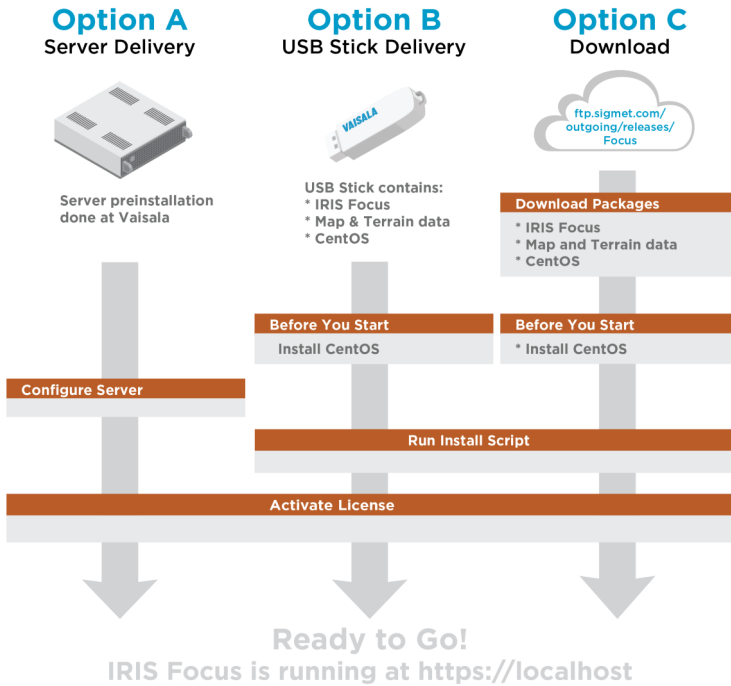 Option A
Server Delivery
Option B
USB Stick Delivery
Option C
Download
VAISALA
ftp.sigmet.com/
outgoing/releases/
Focus
Server preinstallation
done at Vaisala
USB Stick contains:
* IRIS Focus
* Map & Terrain data
* CentOS
Download Packages
* IRIS Focus
* Map and Terrain data
* CentOS
Before You Start
Install CentOS
Before You Start
* Install CentOS
Configure Server
Run Install Script
Activate License
Ready to Go!
IRIS Focus is running at https://localhost